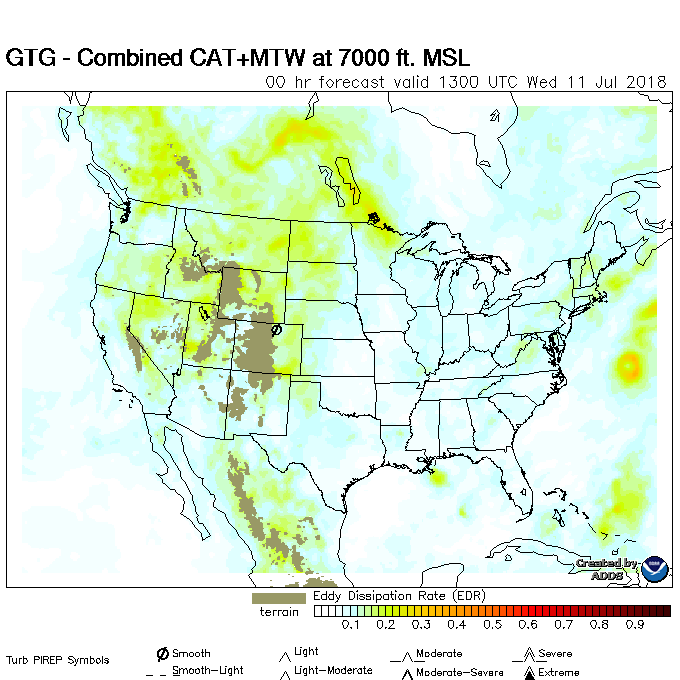 GTG - Combined CAT+MTW at 7000 ft. MSL
00 hr forecast valid 1300 UTC Wed 11 Jul 2018
Created by
ADDS
Eddy Dissipation Rate (EDR)
terrain
0.1 0.2 0.3 0.4 0.5 0.6 0.7 0.8 0.9
Turb PIREP Symbols
Smooth Light Moderate Severe
Smooth-Light Light-Moderate Moderate-Severe Extreme